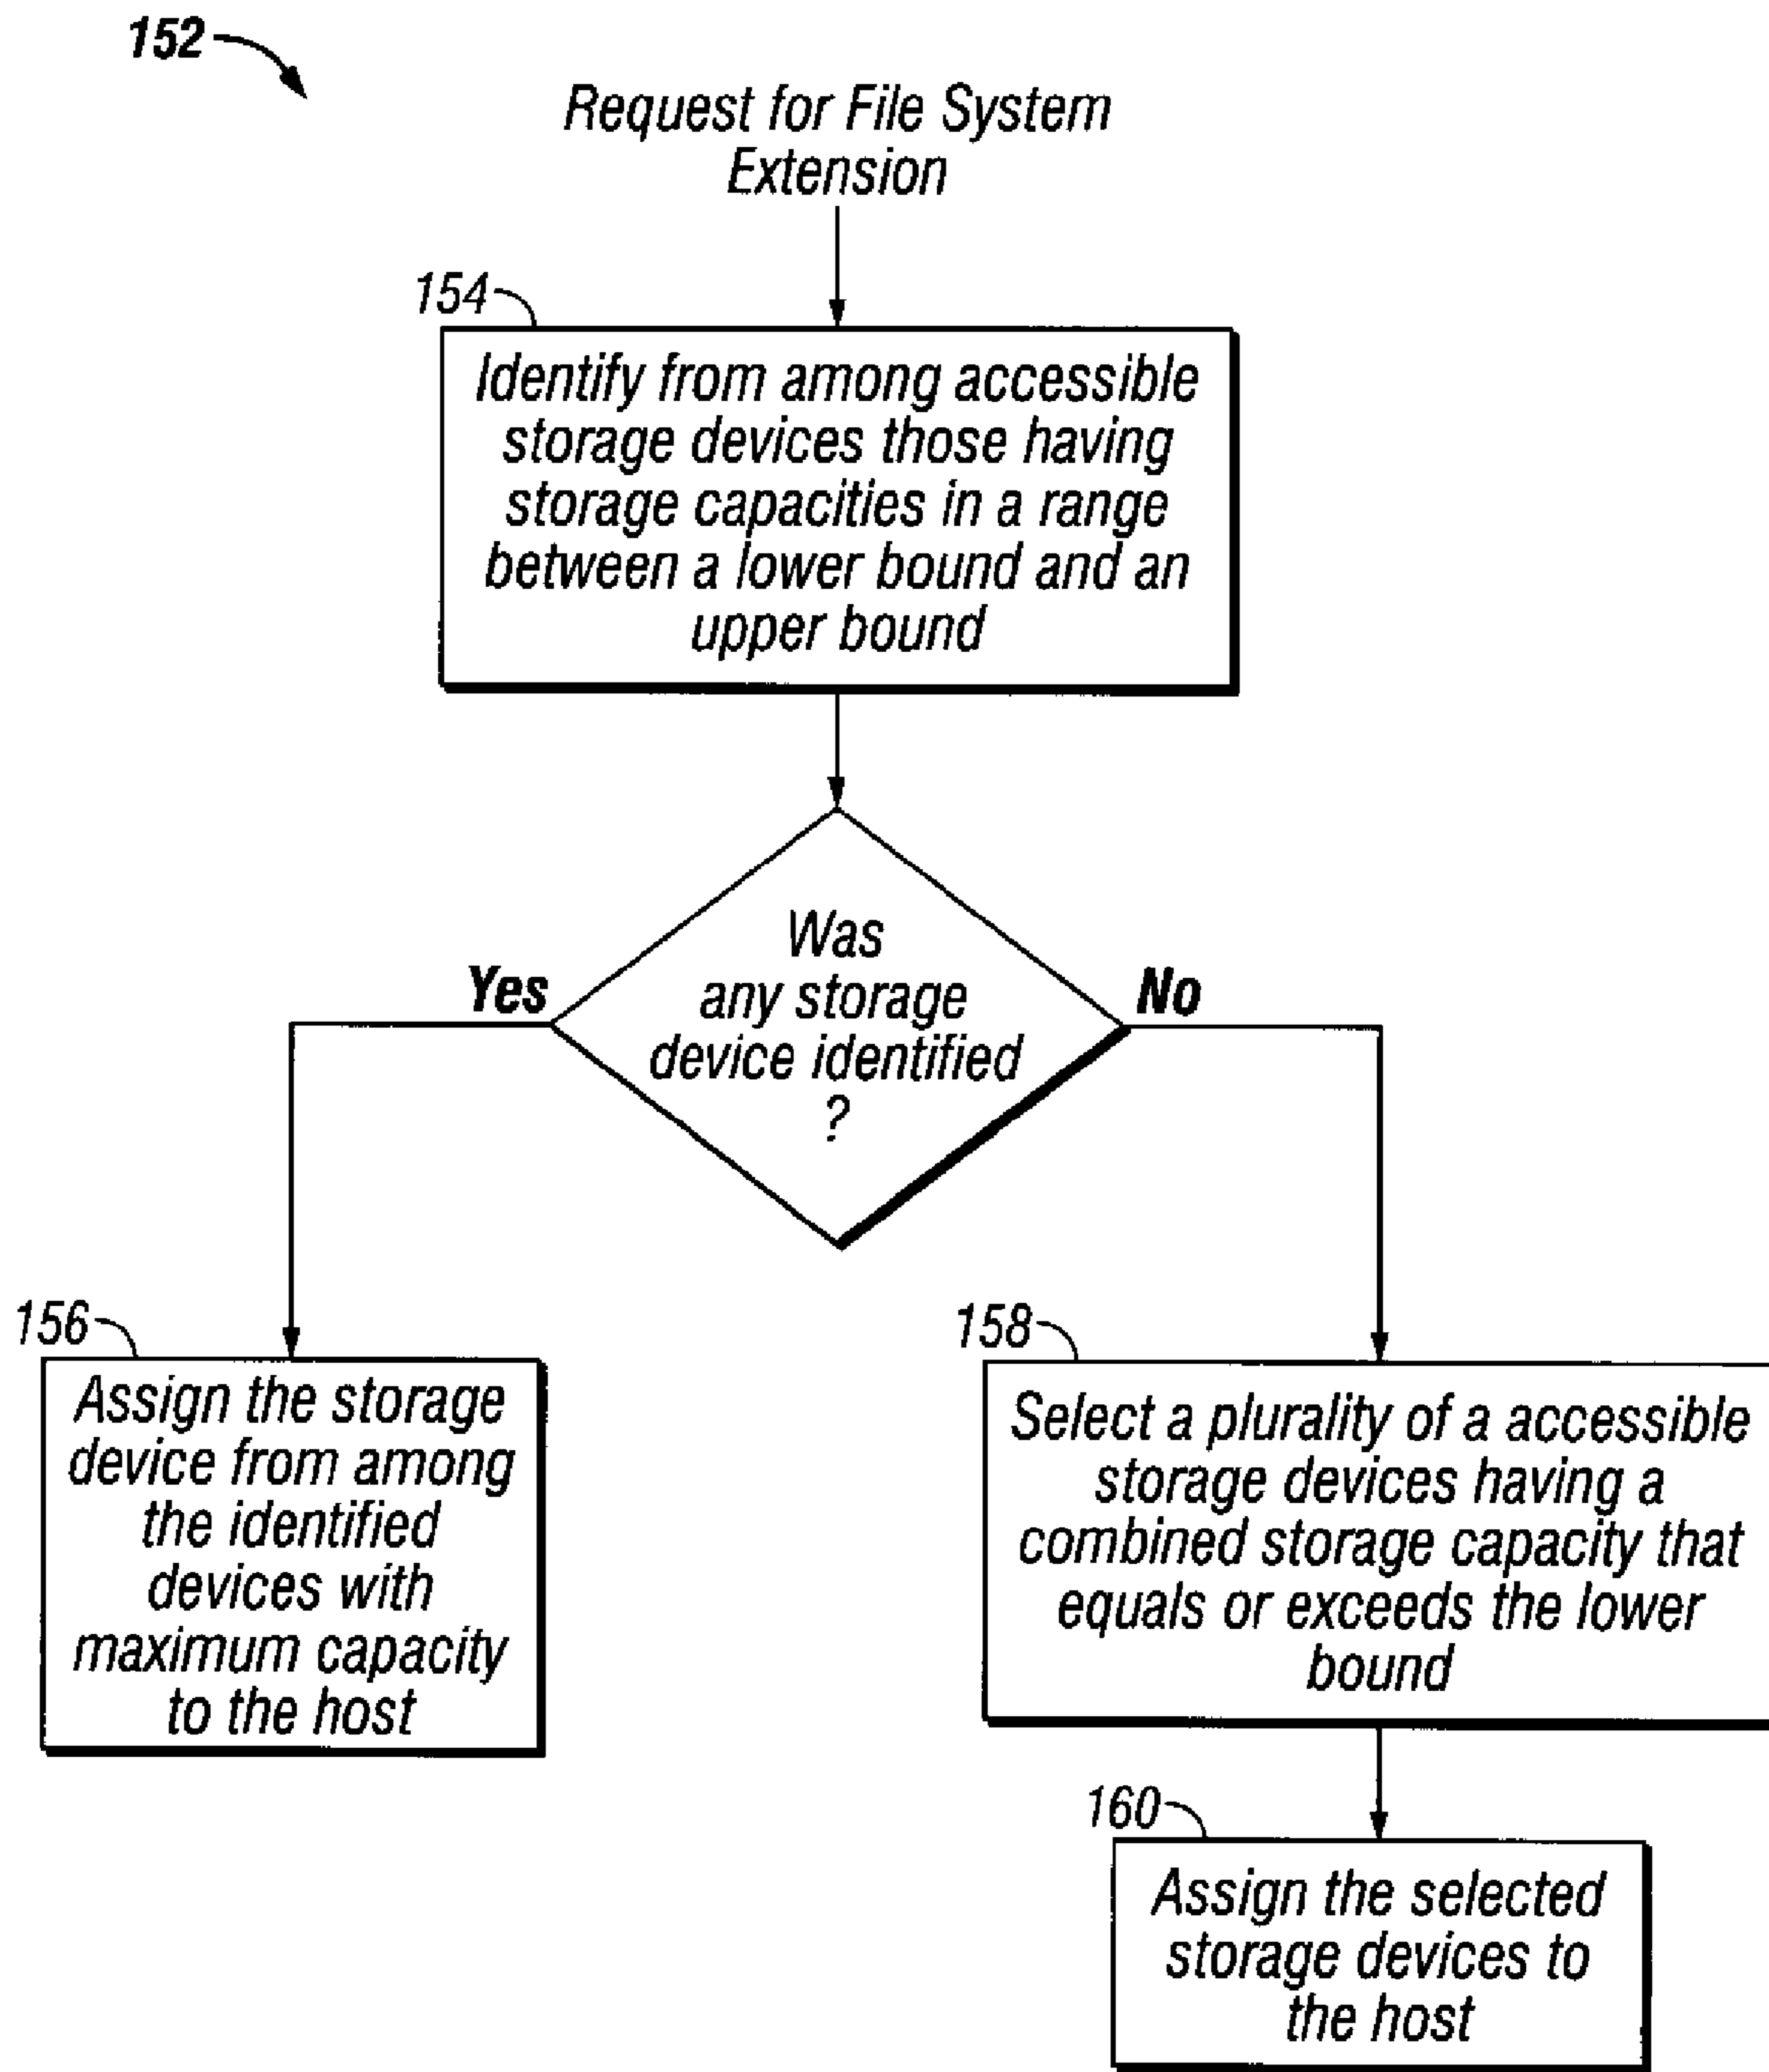 152
Request for File System
Extension
154
Identify from among accessible
storage devices those having
storage capacities in a range
between a lower bound and an
upper bound
Was
any storage
device identified
?
Yes
No
156
Assign the storage
device from among
the identified
devices with
maximum capacity
to the host
158
Select a plurality of a accessible
storage devices having a
combined storage capacity that
equals or exceeds the lower
bound
160
Assign the selected
storage devices to
the host